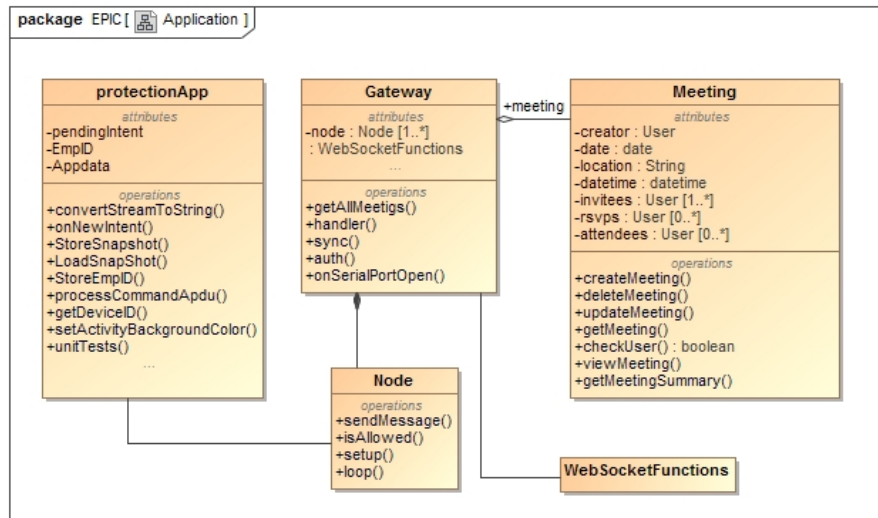 package EPIC [ Application ]
protectionApp
attributes
-pendingIntent
-EmpID
-Appdata
operations
+convertStreamToString()
+onNewIntent()
+StoreSnapshot()
+LoadSnapShot()
+StoreEmpID()
+processCommandApdu()
+getDeviceID()
+setActivityBackgroundColor()
+unitTests()
...
Gateway
attributes
-node : Node [1..*]
: WebSocketFunctions
...
operations
+getAllMeetigs()
+handler()
+sync()
+auth()
+onSerialPortOpen()
+meeting
Meeting
attributes
-creator : User
-date : date
-location : String
-datetime : datetime
-invitees : User [1..*]
-rsvps : User [0..*]
-attendees : User [0..*]
operations
+createMeeting()
+deleteMeeting()
+updateMeeting()
+getMeeting()
+checkUser() : boolean
+viewMeeting()
+getMeetingSummary()
Node
operations
+sendMessage()
+isAllowed()
+setup()
+loop()
WebSocketFunctions